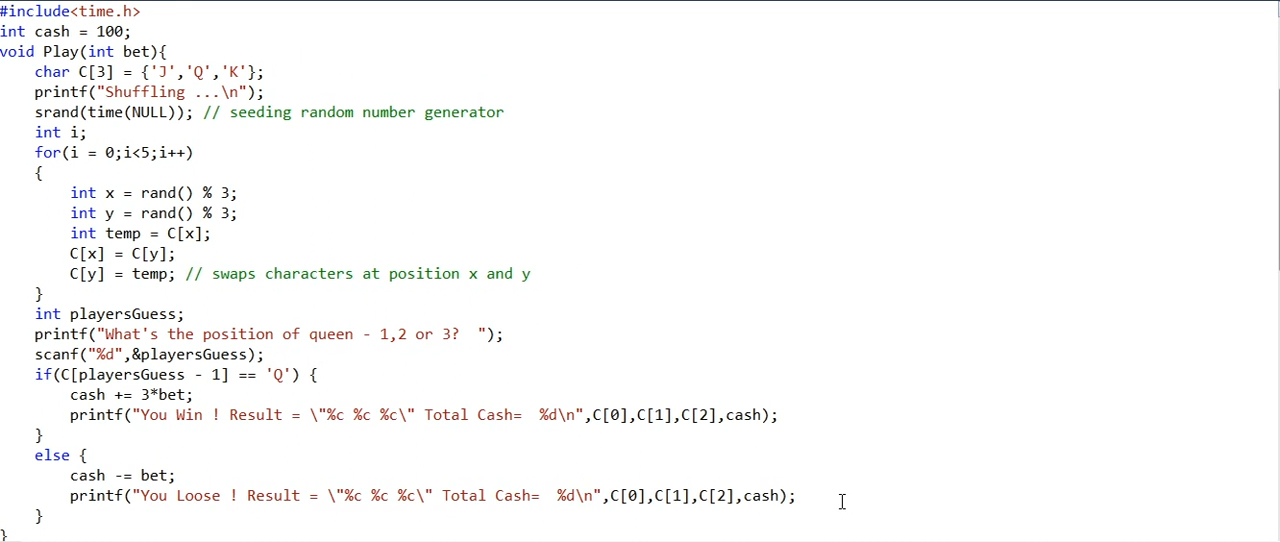 #include<time.h>
int cash = 100;
void Play(int bet){
    char C[3] = {'J','Q','K'};
    printf("Shuffling ...\n");
    srand(time(NULL)); // seeding random number generator
    int i;
    for(i = 0;i<5;i++)
    {
        int x = rand() % 3;
        int y = rand() % 3;
        int temp = C[x];
        C[x] = C[y];
        C[y] = temp; // swaps characters at position x and y
    }
    int playersGuess;
    printf("What's the position of queen - 1,2 or 3?  ");
    scanf("%d",&playersGuess);
    if(C[playersGuess - 1] == 'Q') {
        cash += 3*bet;
        printf("You Win ! Result = \"%c %c %c\" Total Cash=  %d\n",C[0],C[1],C[2],cash);
    }
    else {
        cash -= bet;
        printf("You Loose ! Result = \"%c %c %c\" Total Cash=  %d\n",C[0],C[1],C[2],cash);
    }
}